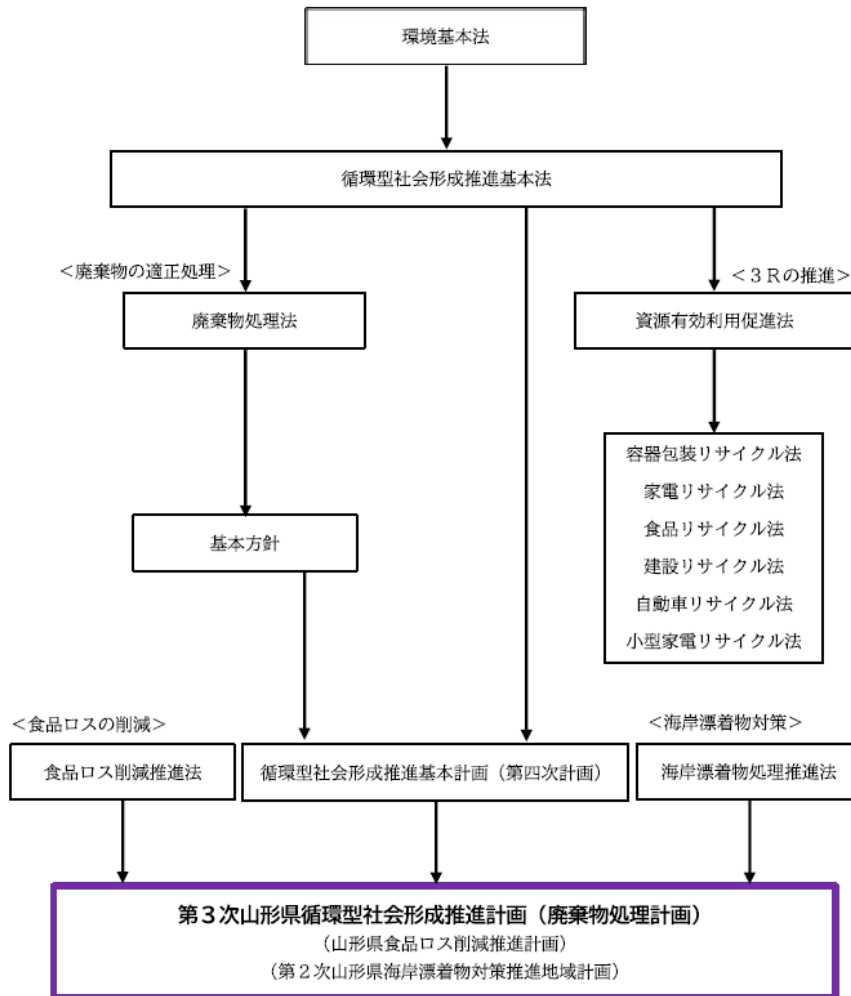 環境基本法
循環型社会形成推進基本法
＜廃棄物の適正処理＞
＜３Ｒの推進＞
廃棄物処理法
資源有効利用促進法
容器包装リサイクル法
家電リサイクル法
食品リサイクル法
建設リサイクル法
自動車リサイクル法
小型家電リサイクル法
基本方針
＜食品ロスの削減＞
＜海岸漂着物対策＞
食品ロス削減推進法
循環型社会形成推進基本計画（第四次計画）
海岸漂着物処理推進法
第３次山形県循環型社会形成推進計画（廃棄物処理計画）
（山形県食品ロス削減推進計画）
（第２次山形県海岸漂着物対策推進地域計画）